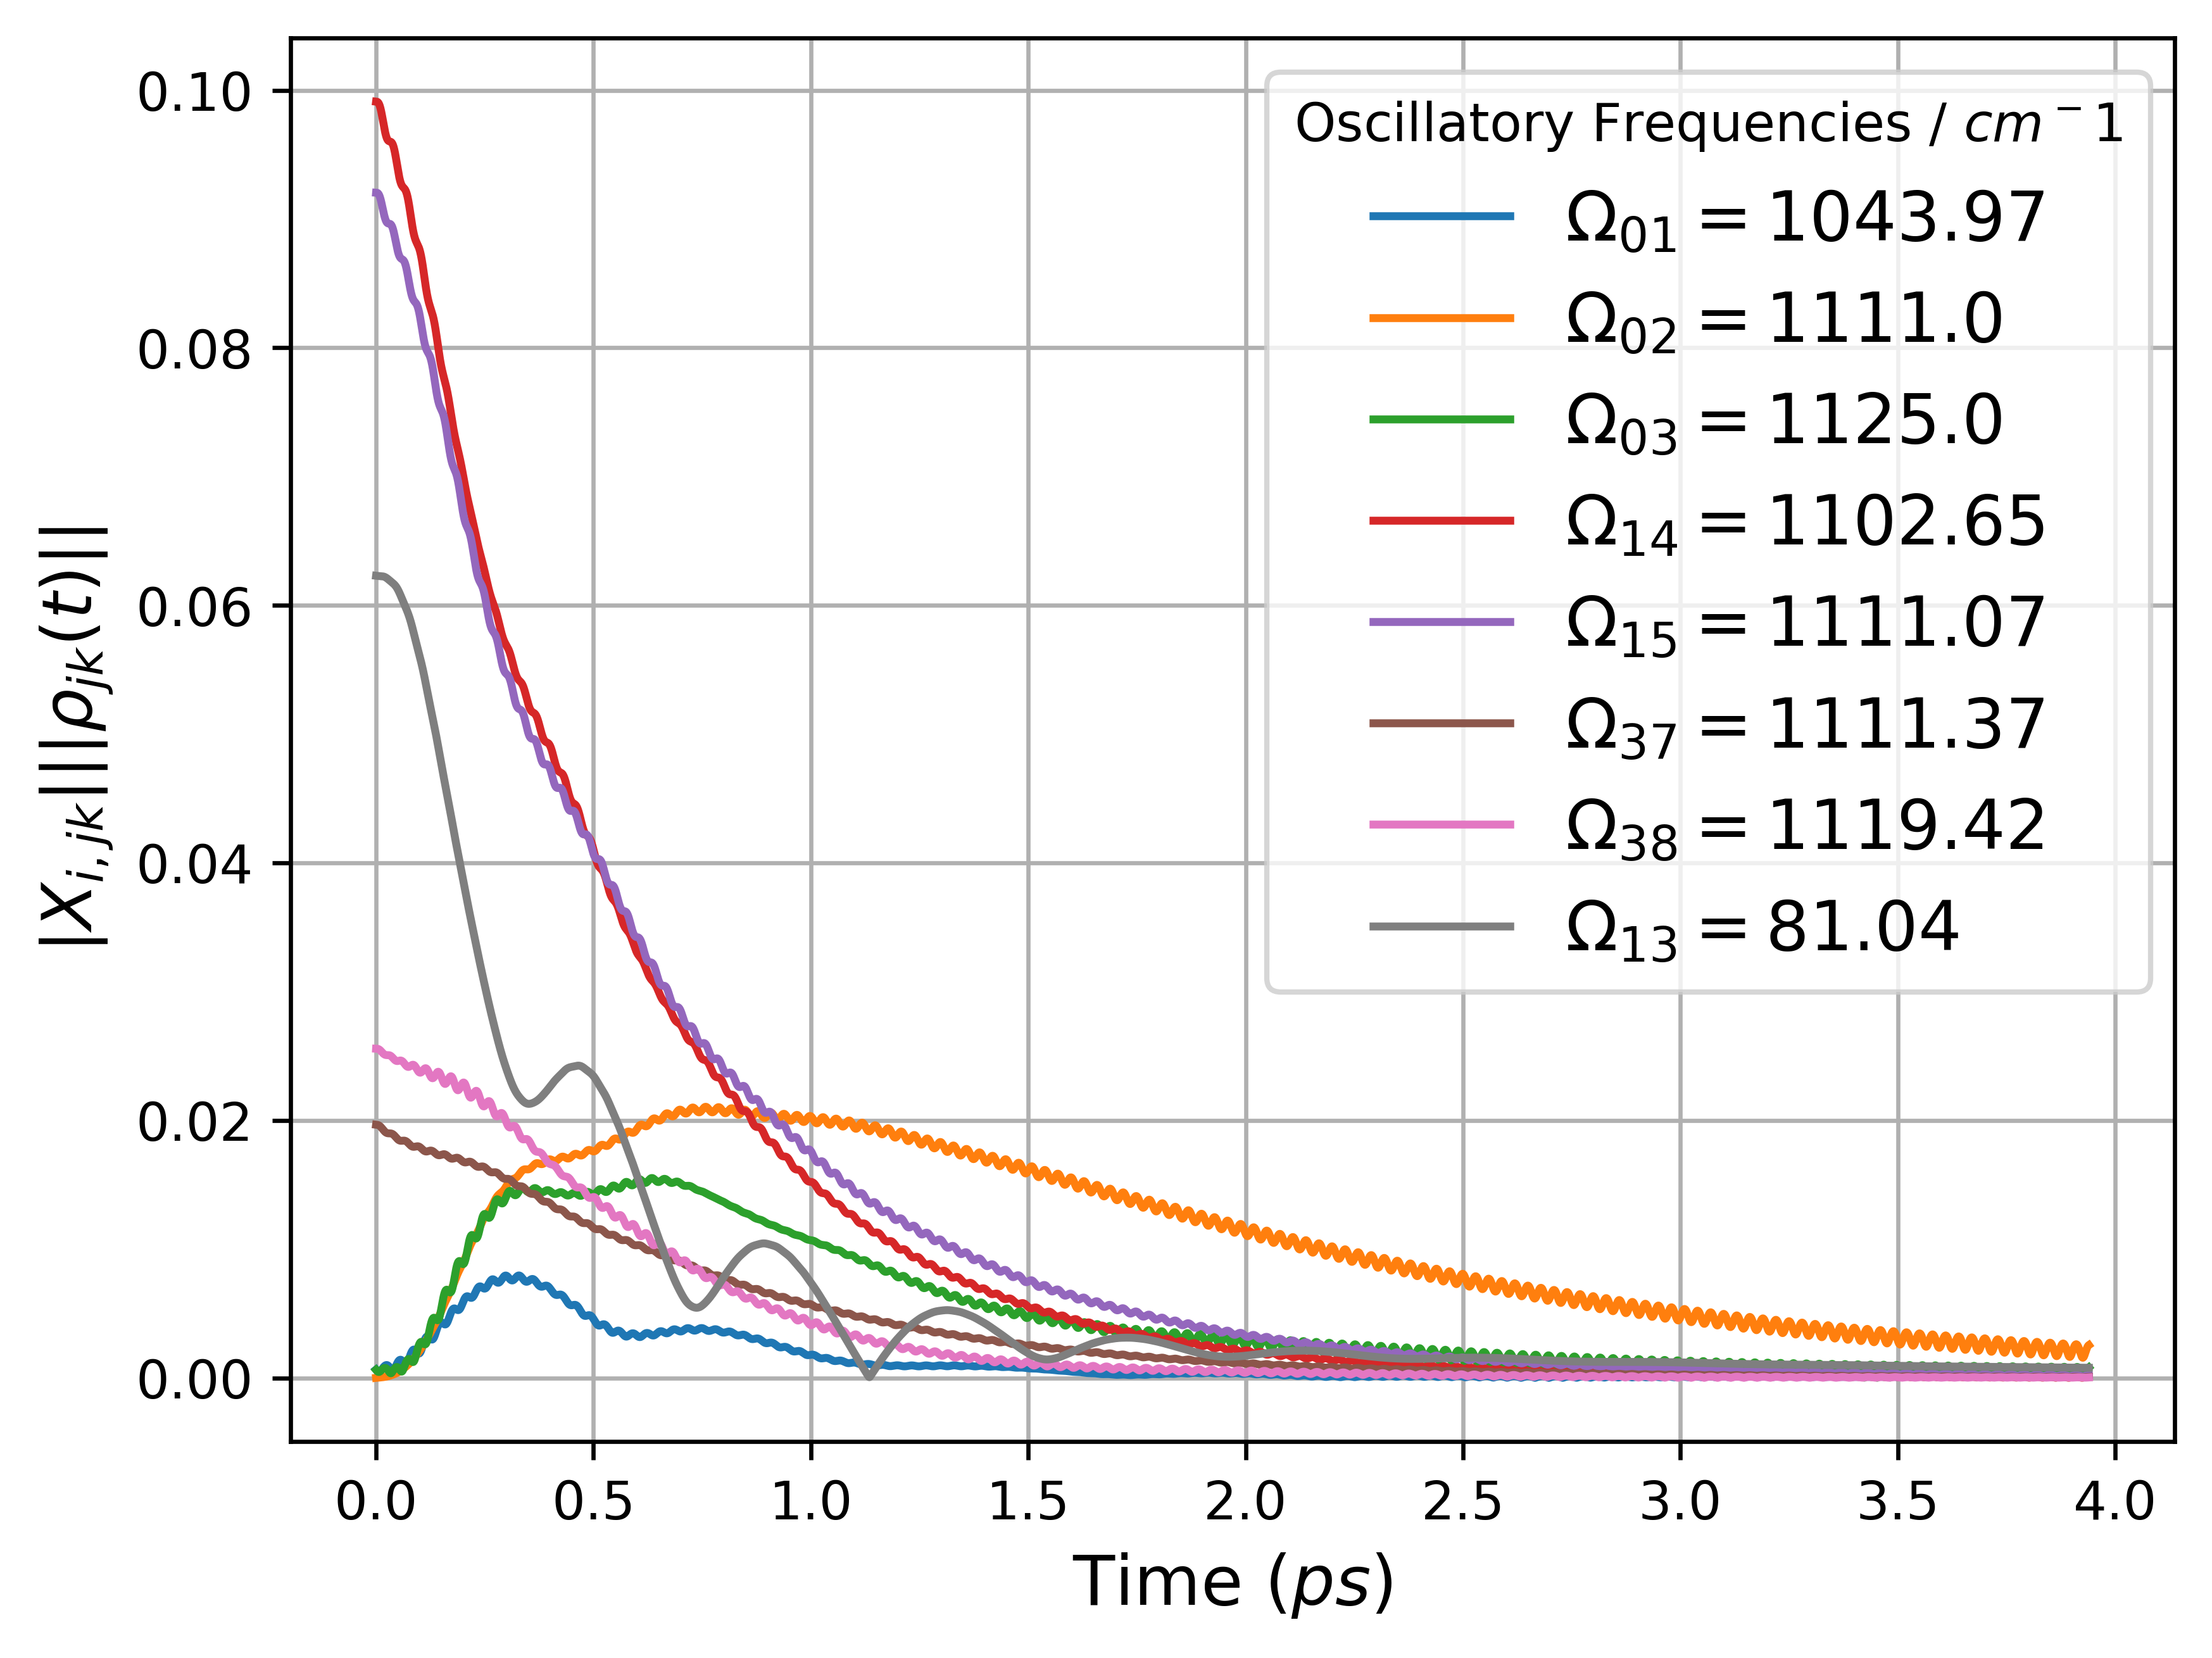 0.10
0.08
0.06
0.04
0.02
0.00
|X_{i,jk}||||ρ_{jk}(t)||
Oscillatory Frequencies / cm^−1
Ω₀₁ = 1043.97
Ω₀₂ = 1111.0
Ω₀₃ = 1125.0
Ω₁₄ = 1102.65
Ω₁₅ = 1111.07
Ω₃₇ = 1111.37
Ω₃₈ = 1119.42
Ω₁₃ = 81.04
0.0 0.5 1.0 1.5 2.0 2.5 3.0 3.5 4.0
Time (ps)